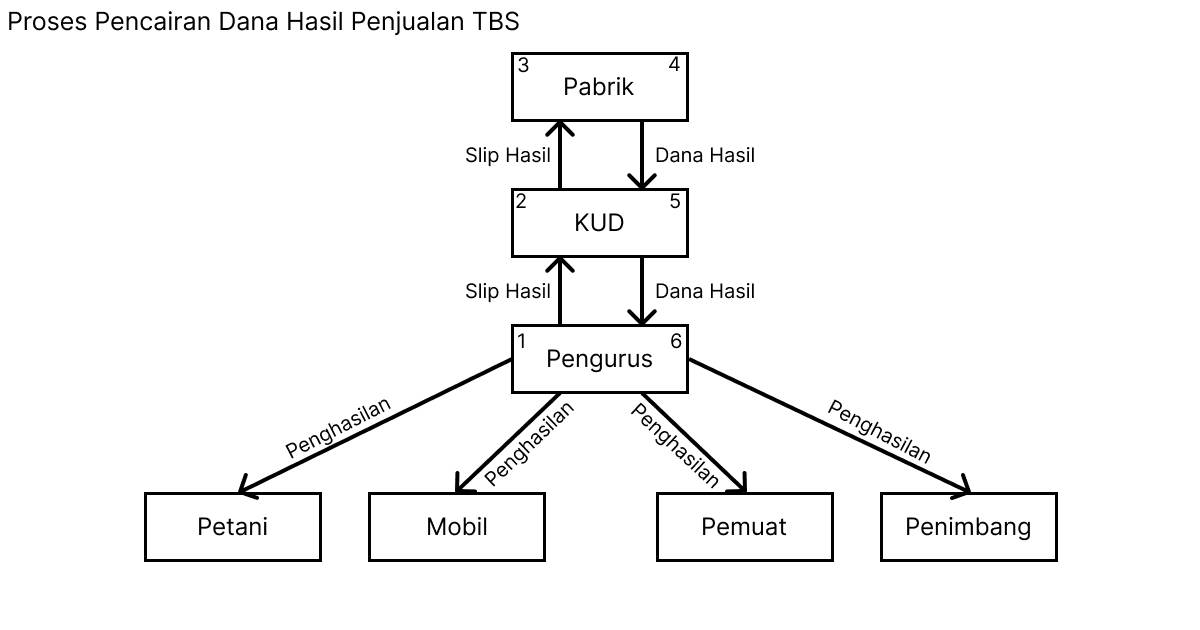 Proses Pencairan Dana Hasil Penjualan TBS
3 4
Pabrik
Slip Hasil Dana Hasil
2 5
KUD
Slip Hasil Dana Hasil
1 6
Pengurus
Penghasilan Penghasilan Penghasilan Penghasilan
Petani Mobil Pemuat Penimbang